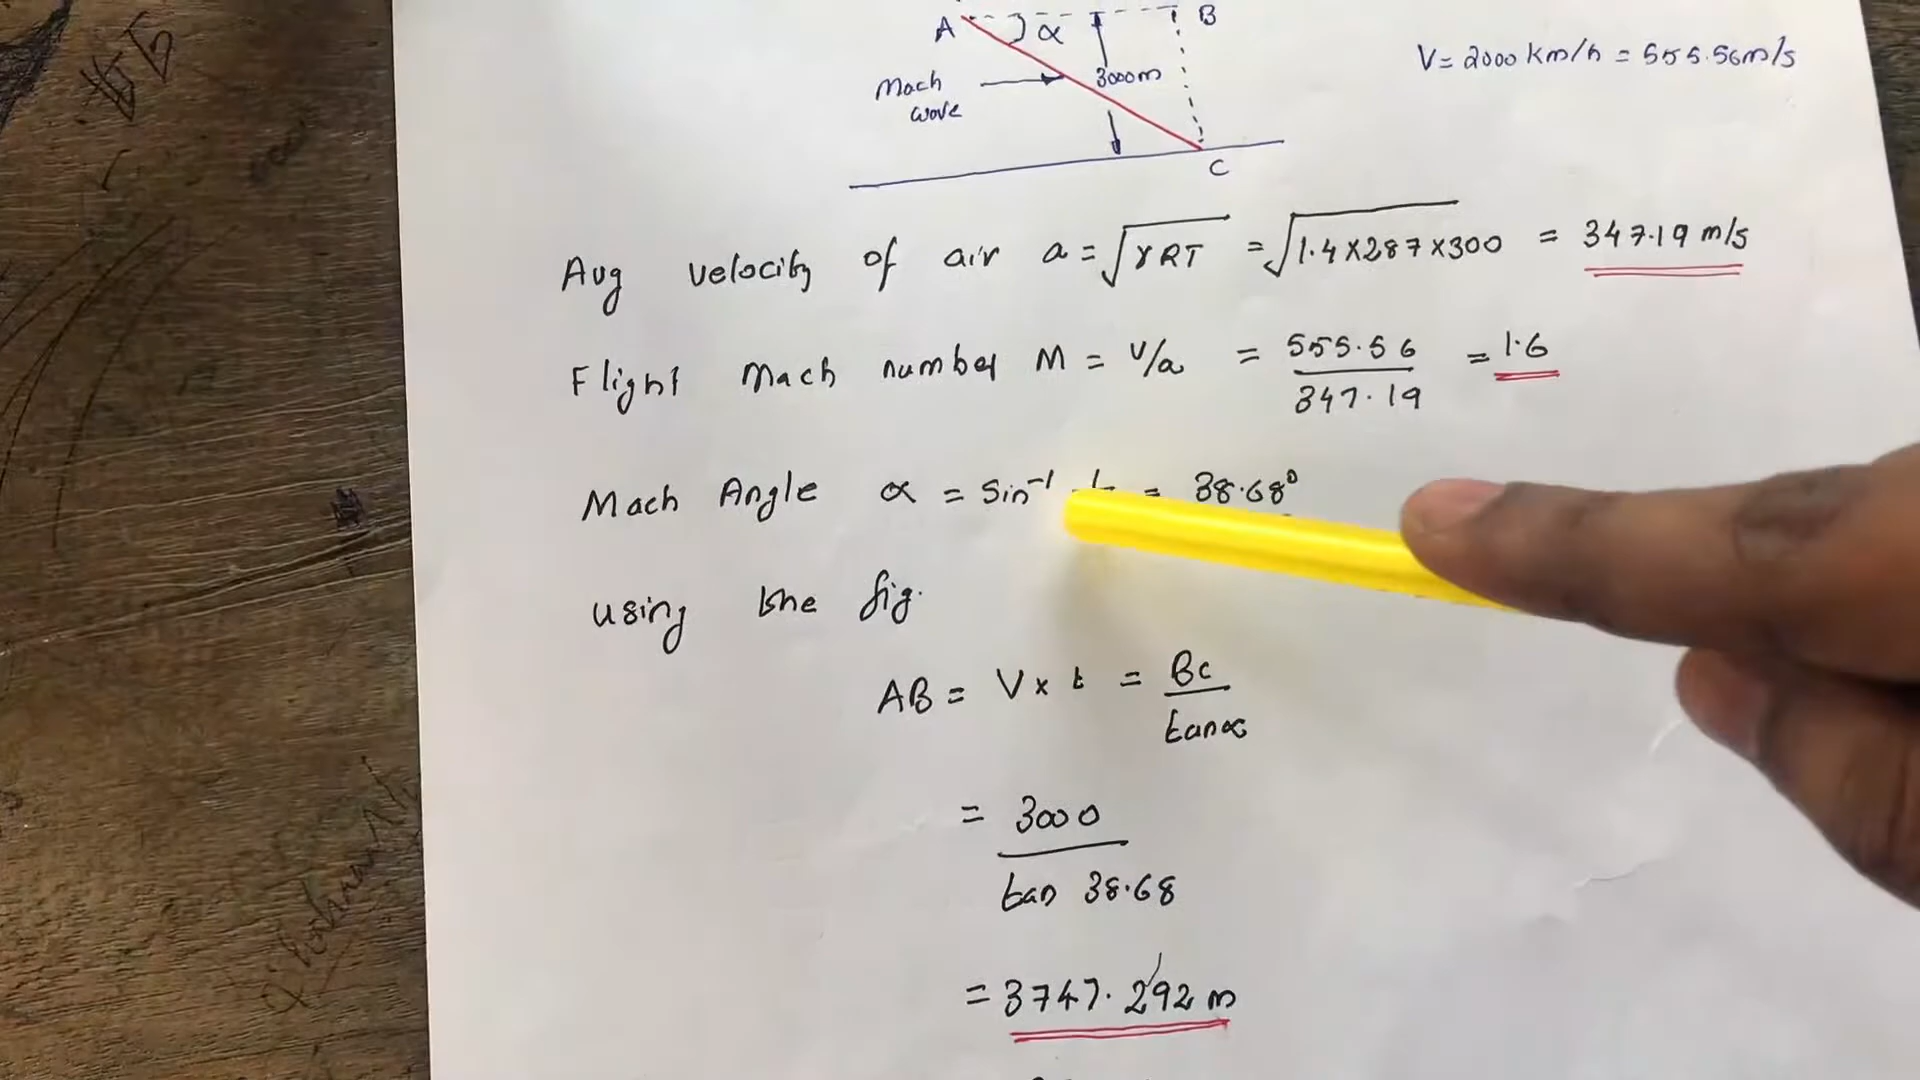 A α B
V = 2000 Km/h = 555.56 m/s
Mach
wave
3000m
C
Avg velocity of air a = √γRT = √1.4×287×300 = 347.19 m/s
Flight Mach number M = V/a = 555.56/347.19 = 1.6
Mach Angle α = Sin⁻¹ = 38.68°
using the fig.
AB = V× t = BC/tanα
= 3000/tan 38.68
= 3747.292 m